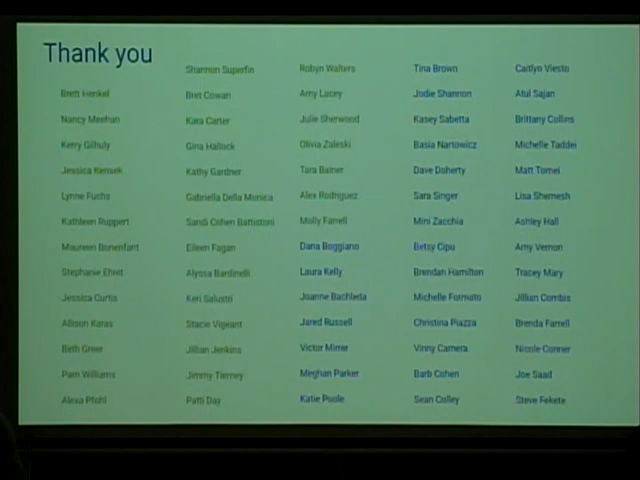 Thank you
Shannon Superfin
Robyn Walters
Tina Brown
Caitlyn Viesto
Brett Henkel
Bret Cowan
Amy Lacey
Jodie Shannon
Atul Sajan
Nancy Meehan
Kara Carter
Julie Sherwood
Kasey Sabetta
Brittany Collins
Kerry Gilhuly
Gina Hallock
Olivia Zaleski
Basia Nartowicz
Michelle Taddei
Jessica Kensek
Kathy Gardner
Tara Bainer
Dave Doherty
Matt Tomei
Lynne Fuchs
Gabriella Della Monica
Alex Rodriguez
Sara Singer
Lisa Shemesh
Kathleen Ruppert
Sandi Cohen Battistoni
Molly Farrell
Mini Zacchia
Ashley Hall
Maureen Bonenfant
Eileen Fagan
Dana Boggiano
Betsy Cipu
Amy Vernon
Stephanie
Alyssa Bardinelli
Laura Kelly
Brendan Hamilton
Tracey Mary
Jessica Curtis
Keri Salustri
Joanne Bachleda
Michelle Formato
Jillian Combis
Allison Karas
Stacie Vigeant
Jared Russell
Christina Piazza
Brenda Farrell
Beth Greer
Jillian Jenkins
Victor Mirrer
Vinny Camera
Nicole Conner
Pam Williams
Jimmy Tierney
Meghan Parker
Barb Cohen
Joe Saad
Alexa Pfohl
Patti Day
Katie Poole
Sean Colley
Steve Fekete